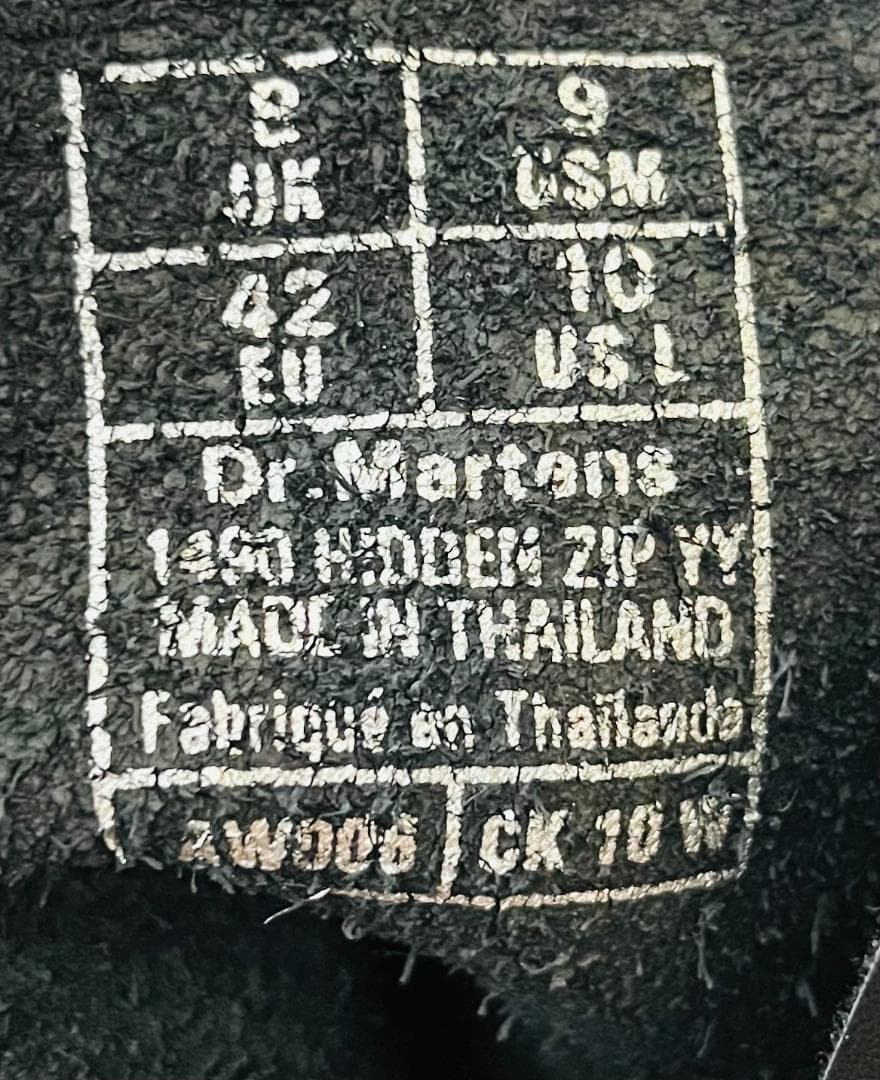 8 9
UK USM
42 10
EU US L
Dr.Martens
1490 HIDDEN ZIP YY
MADE IN THAILAND
Fabriqué en Thaïlande
AW006 CK 10 W